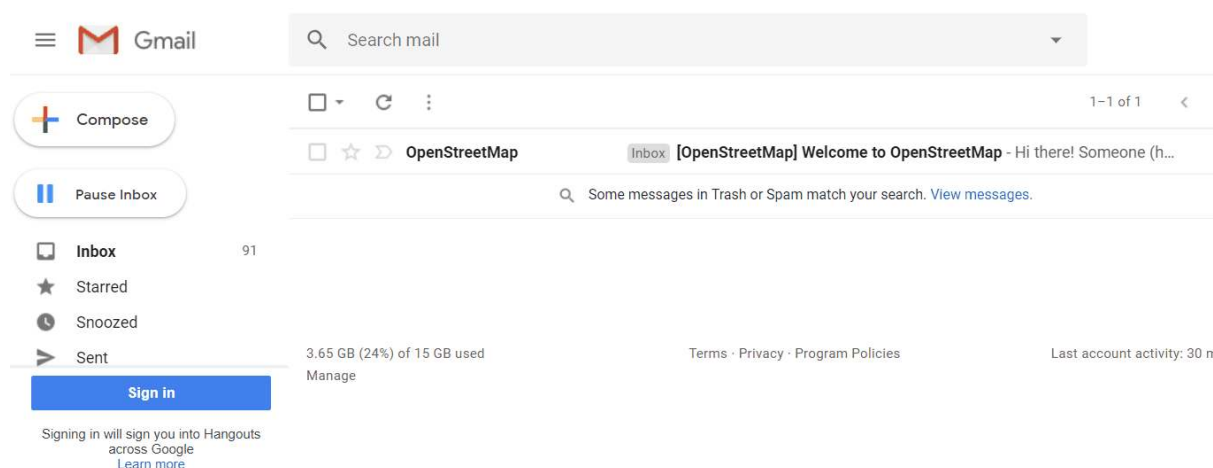 Gmail
Search mail
Compose
1–1 of 1
OpenStreetMap Inbox [OpenStreetMap] Welcome to OpenStreetMap - Hi there! Someone (h...
Pause Inbox
Some messages in Trash or Spam match your search. View messages.
Inbox 91
Starred
Snoozed
Sent
3.65 GB (24%) of 15 GB used
Manage
Terms · Privacy · Program Policies
Last account activity: 30 m
Sign in
Signing in will sign you into Hangouts
across Google
Learn more